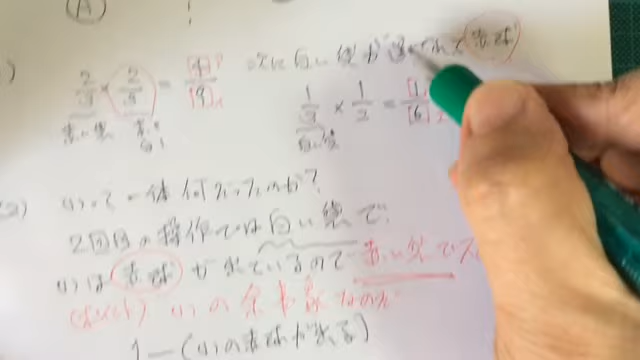 A
2/3 × 2/3 = [4]/[9]
次に白い袋が選ばれて赤球
1/3 × 1/2 = [1]/[6]
赤い袋
白い袋
(2) (1)って一体何だったのか?
2回目の操作では白い袋で
(1)は赤球が出ているので赤い袋で
(1)の余事象なので
1-((1)の赤球が出る)